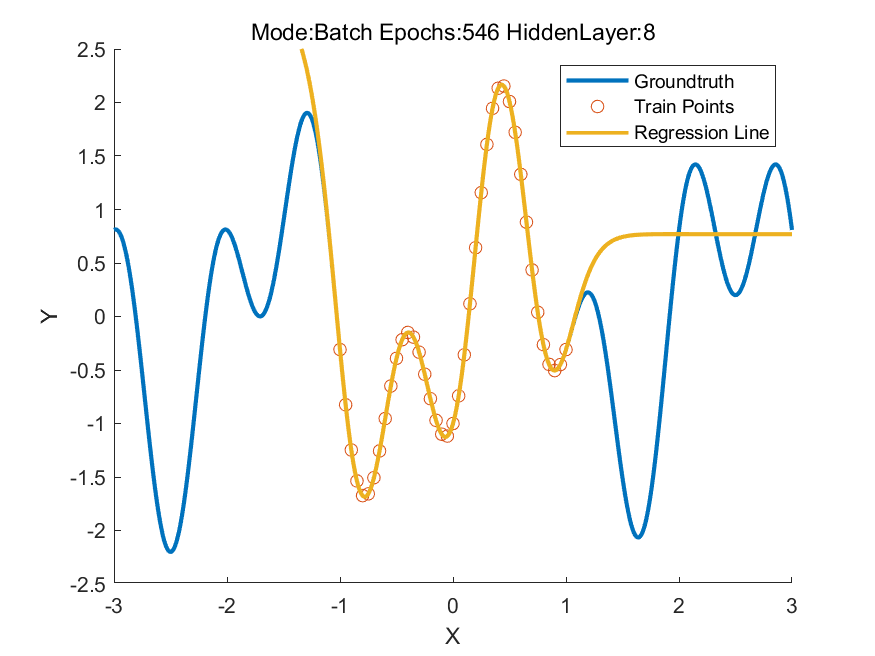 Mode:Batch Epochs:546 HiddenLayer:8
Groundtruth
Train Points
Regression Line
2.5
2
1.5
1
0.5
0
-0.5
-1
-1.5
-2
-2.5
Y
-3 -2 -1 0 1 2 3
X